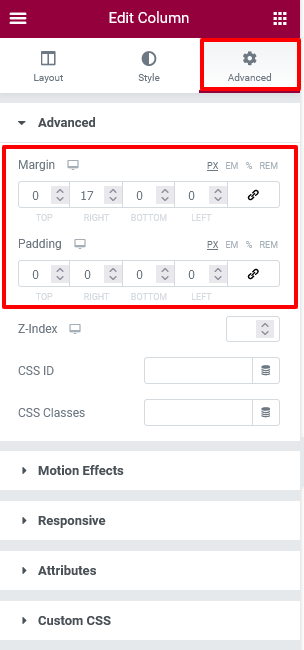 Edit Column
Layout Style Advanced
Advanced
Margin PX EM % REM
0 17 0 0
TOP RIGHT BOTTOM LEFT
Padding PX EM % REM
0 0 0 0
TOP RIGHT BOTTOM LEFT
Z-Index
CSS ID
CSS Classes
Motion Effects
Responsive
Attributes
Custom CSS